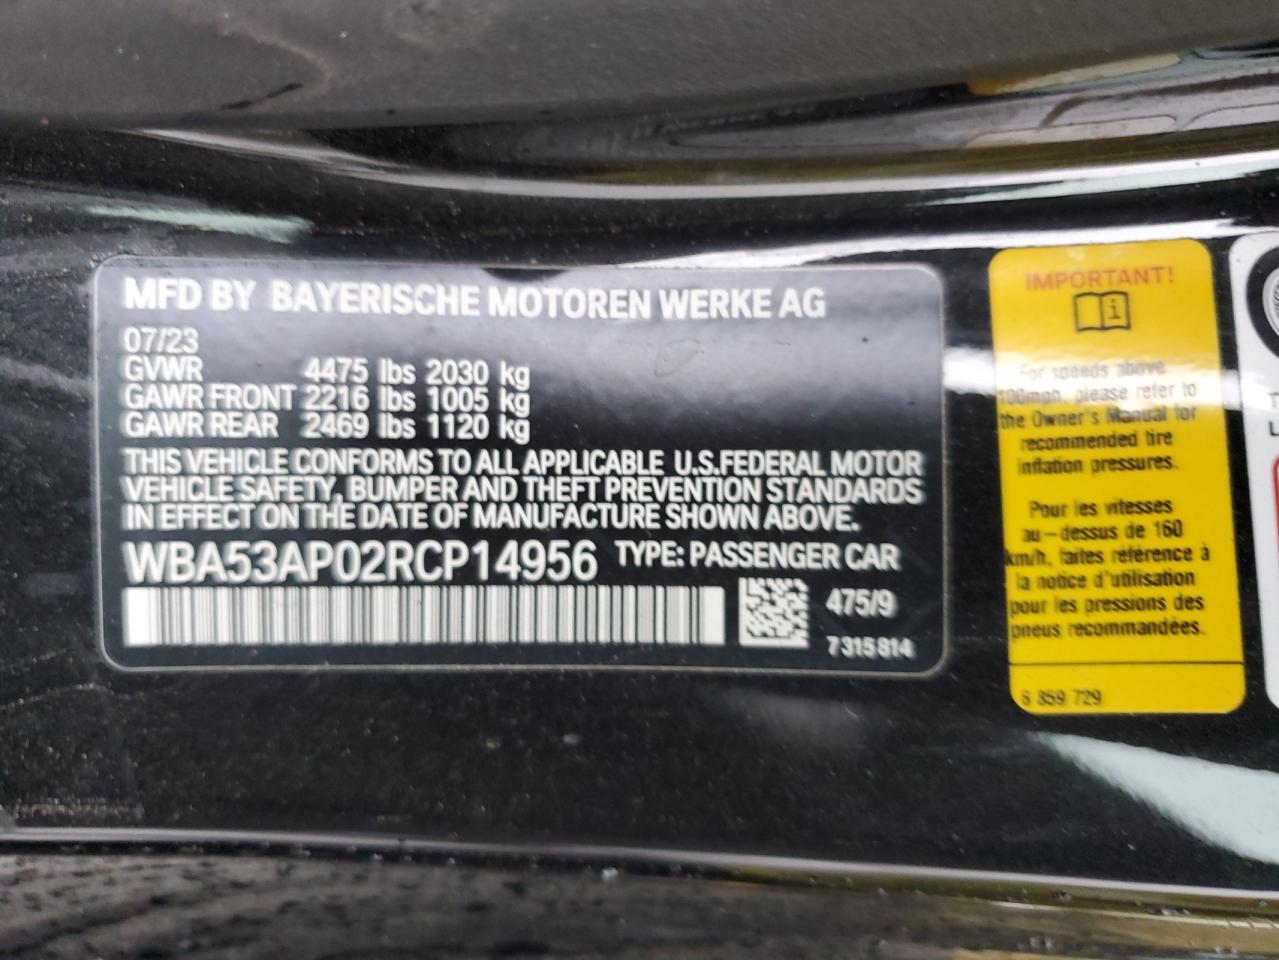 MFD BY BAYERISCHE MOTOREN WERKE AG
07/23
GVWR 4475 lbs 2030 kg
GAWR FRONT 2216 lbs 1005 kg
GAWR REAR 2469 lbs 1120 kg
THIS VEHICLE CONFORMS TO ALL APPLICABLE U.S.FEDERAL MOTOR
VEHICLE SAFETY, BUMPER AND THEFT PREVENTION STANDARDS
IN EFFECT ON THE DATE OF MANUFACTURE SHOWN ABOVE.
WBA53AP02RCP14956 TYPE: PASSENGER CAR
475/9
7315814
IMPORTANT!
For speeds above
100mph, please refer to
the Owner's Manual for
recommended tire
inflation pressures.
Pour les vitesses
au-dessus de 160
km/h, faites référence à
la notice d'utilisation
pour les pressions des
pneus recommandées.
6 859 729